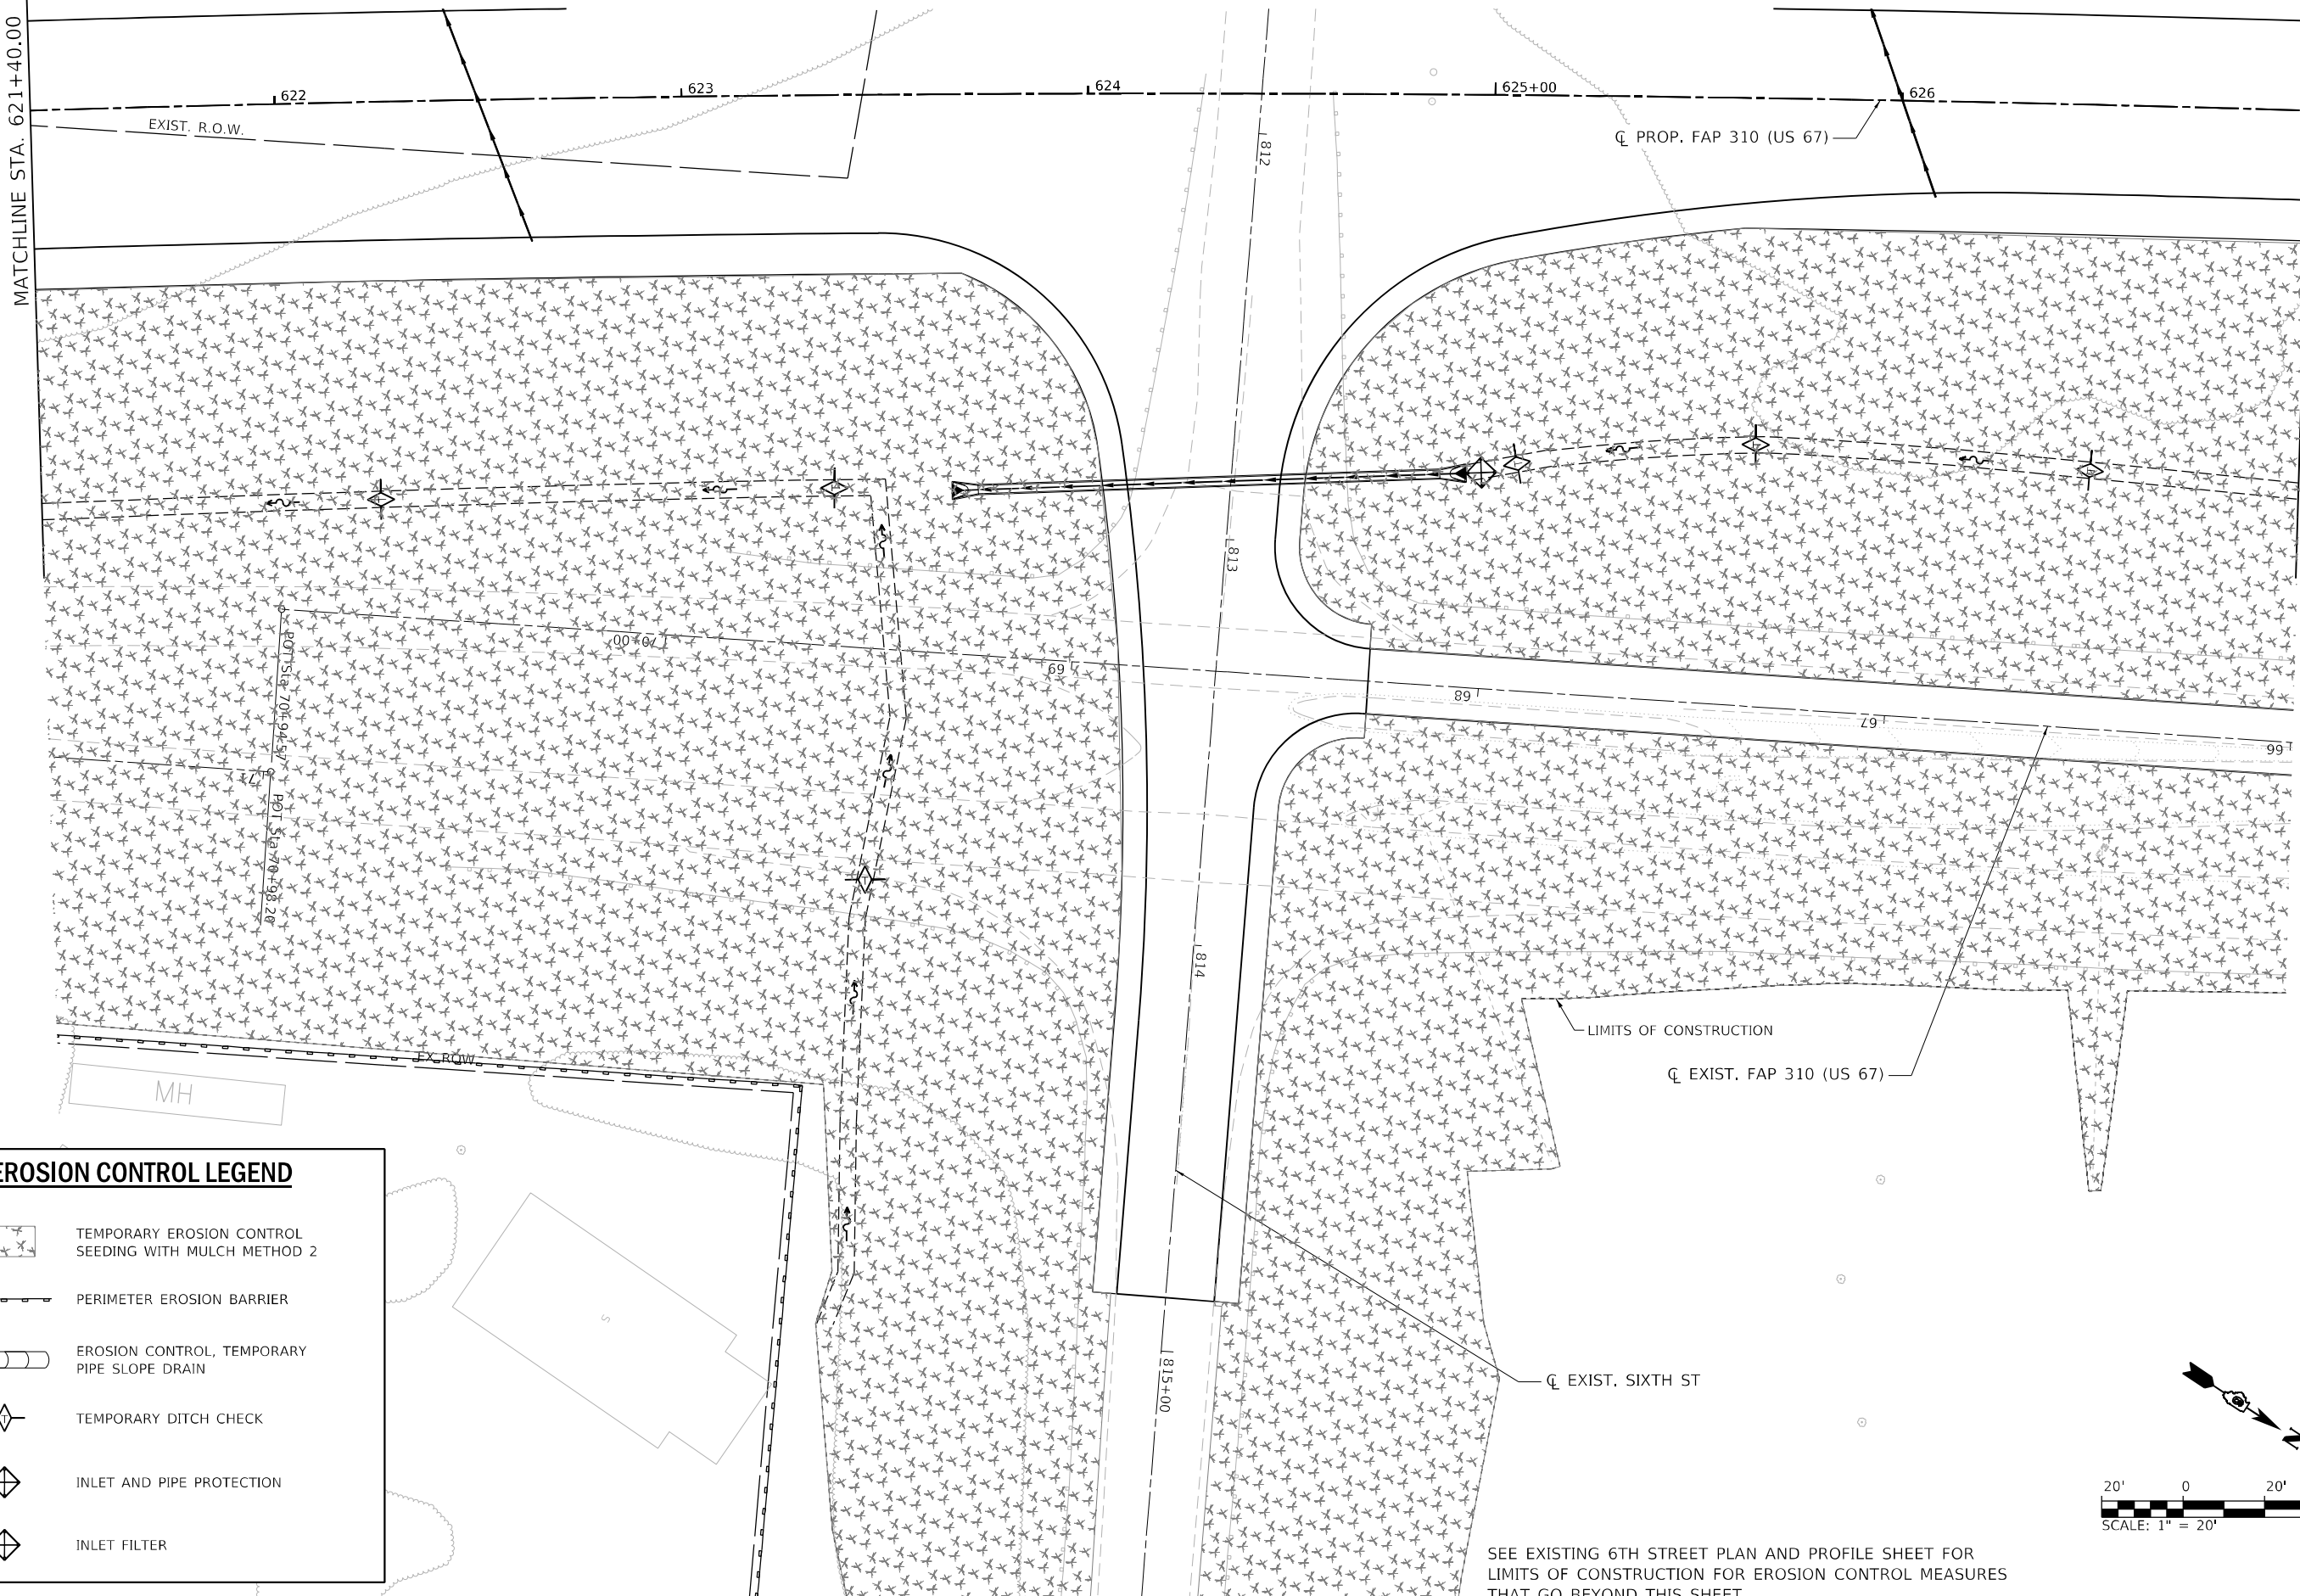 MATCHLINE STA. 621+40.00
622
623
624
625+00
626
EXIST. R.O.W.
℄ PROP. FAP 310 (US 67)
812
813
70+00
69
68
67
66
POT Sta 70+94.57
71
POT Sta 70+98.20
814
LIMITS OF CONSTRUCTION
℄ EXIST. FAP 310 (US 67)
EX ROW
MH
S
EROSION CONTROL LEGEND
TEMPORARY EROSION CONTROL
SEEDING WITH MULCH METHOD 2
PERIMETER EROSION BARRIER
EROSION CONTROL, TEMPORARY
PIPE SLOPE DRAIN
T
TEMPORARY DITCH CHECK
INLET AND PIPE PROTECTION
INLET FILTER
815+00
℄ EXIST. SIXTH ST
N
20' 0 20'
SCALE: 1" = 20'
SEE EXISTING 6TH STREET PLAN AND PROFILE SHEET FOR
LIMITS OF CONSTRUCTION FOR EROSION CONTROL MEASURES
THAT GO BEYOND THIS SHEET